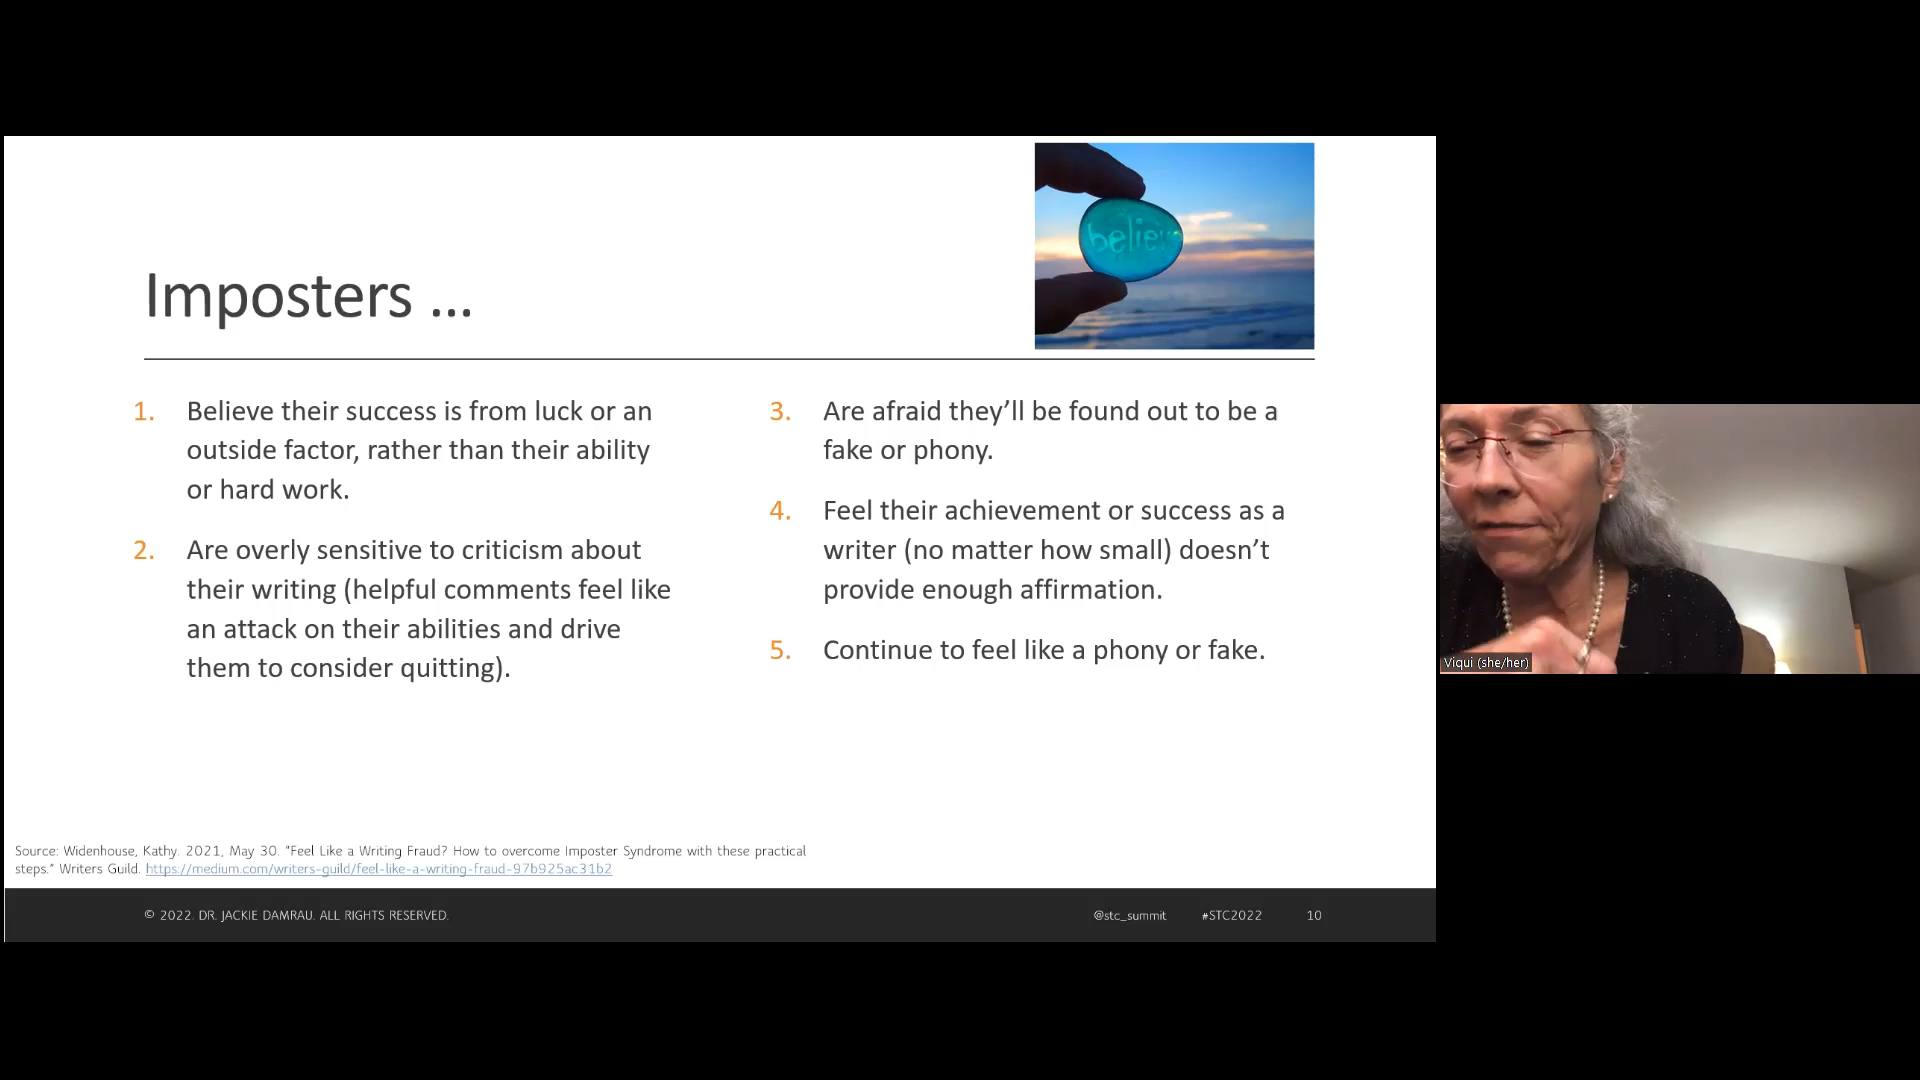 believ
Imposters ...
1. Believe their success is from luck or an
outside factor, rather than their ability
or hard work.
2. Are overly sensitive to criticism about
their writing (helpful comments feel like
an attack on their abilities and drive
them to consider quitting).
3. Are afraid they’ll be found out to be a
fake or phony.
4. Feel their achievement or success as a
writer (no matter how small) doesn’t
provide enough affirmation.
5. Continue to feel like a phony or fake.
Viqui (she/her)
Source: Widenhouse, Kathy. 2021, May 30. "Feel Like a Writing Fraud? How to overcome Imposter Syndrome with these practical
steps." Writers Guild. https://medium.com/writers-guild/feel-like-a-writing-fraud-97b925ac31b2
© 2022. DR. JACKIE DAMRAU. ALL RIGHTS RESERVED.
@stc_summit #STC2022 10